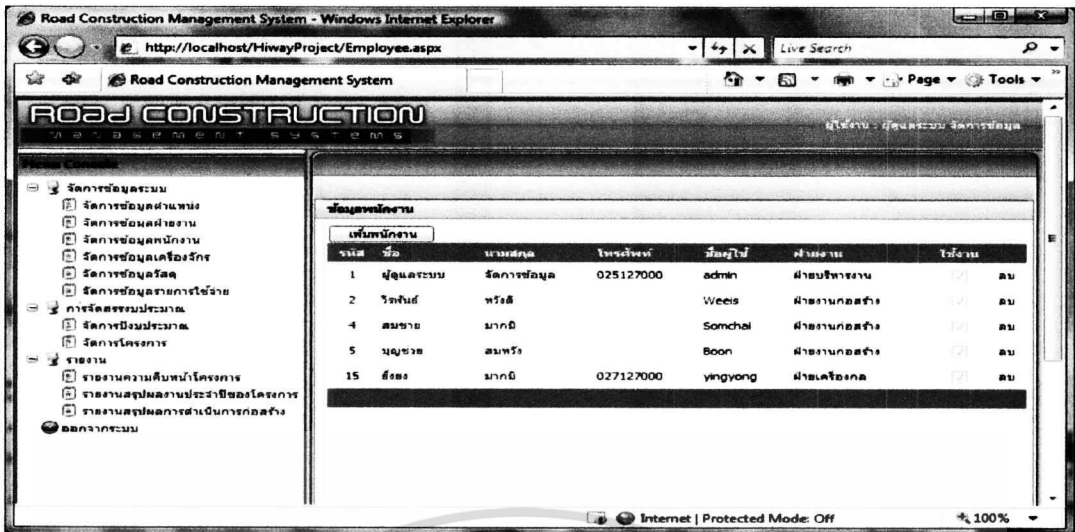 Road Construction Management System - Windows Internet Explorer
http://localhost/HiwayProject/Employee.aspx
Live Search
Road Construction Management System
Page
Tools
ROAD CONSTRUCTION
MANAGEMENT SYSTEMS
ผู้ใช้งาน : ผู้ดูแลระบบ จัดการข้อมูล
จัดการข้อมูลระบบ
จัดการข้อมูลตำแหน่ง
จัดการข้อมูลฝ่ายงาน
จัดการข้อมูลพนักงาน
จัดการข้อมูลเครื่องจักร
จัดการข้อมูลวัสดุ
จัดการข้อมูลรายการใช้จ่าย
การจัดสรรงบประมาณ
จัดการปีงบประมาณ
จัดการโครงการ
รายงาน
รายงานความคืบหน้าโครงการ
รายงานสรุปผลงานประจำปีของโครงการ
รายงานสรุปผลการดำเนินการก่อสร้าง
ออกจากระบบ
ข้อมูลพนักงาน
เพิ่มพนักงาน
รหัส ชื่อ นามสกุล โทรศัพท์ ชื่อผู้ใช้ ฝ่ายงาน ใช้งาน
1 ผู้ดูแลระบบ จัดการข้อมูล 025127000 admin ฝ่ายบริหารงาน ลบ
2 วีรพันธ์ หวังดี Weeis ฝ่ายงานก่อสร้าง ลบ
4 สมชาย มากมี Somchai ฝ่ายงานก่อสร้าง ลบ
5 บุญช่วย สมหวัง Boon ฝ่ายงานก่อสร้าง ลบ
15 ยิ่งยง มากมี 027127000 yingyong ฝ่ายเครื่องกล ลบ
Internet | Protected Mode: Off
100%